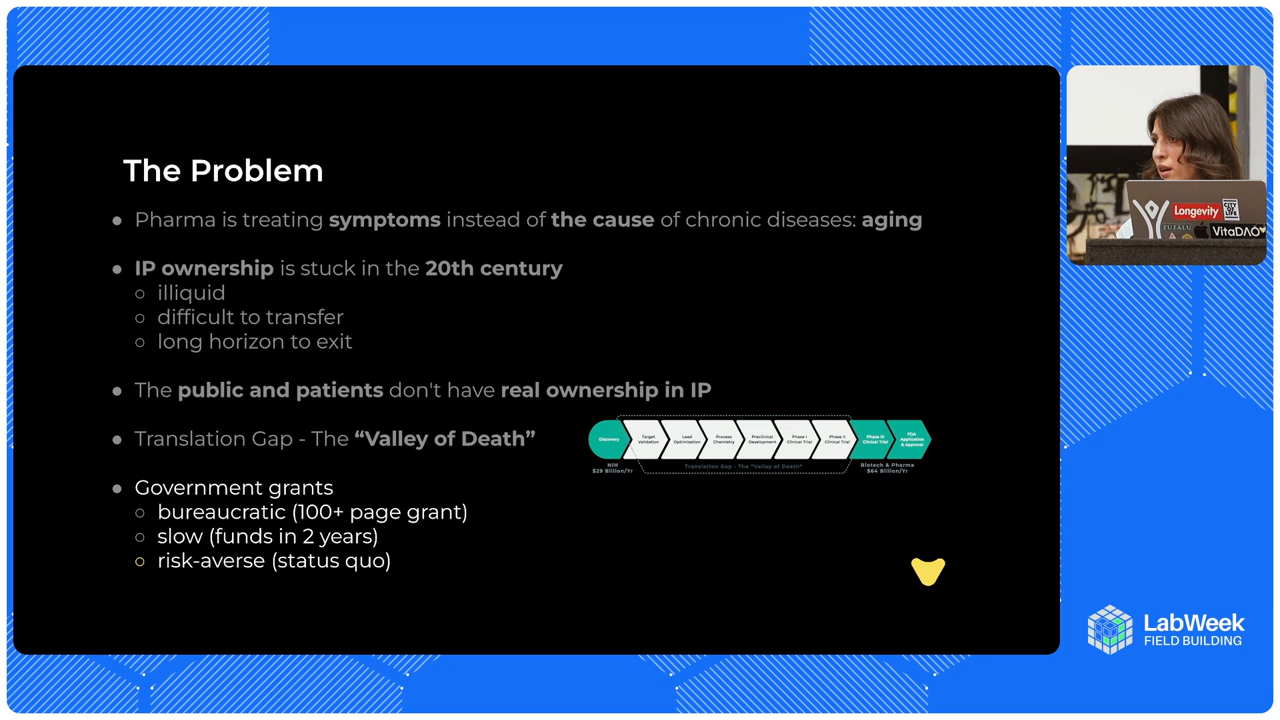 The Problem
Pharma is treating symptoms instead of the cause of chronic diseases: aging
IP ownership is stuck in the 20th century
illiquid
difficult to transfer
long horizon to exit
The public and patients don't have real ownership in IP
Translation Gap - The “Valley of Death”
Discovery
Target Validation
Lead Optimization
Process Chemistry
Preclinical Development
Phase I Clinical Trial
Phase II Clinical Trial
Phase III Clinical Trial
FDA Application & Approval
NIH
$29 Billion/Yr
Translation Gap - The "Valley of Death"
Biotech & Pharma
$64 Billion/Yr
Government grants
bureaucratic (100+ page grant)
slow (funds in 2 years)
risk-averse (status quo)
Longevity
ZUZALU
VitaDAO
LabWeek
FIELD BUILDING